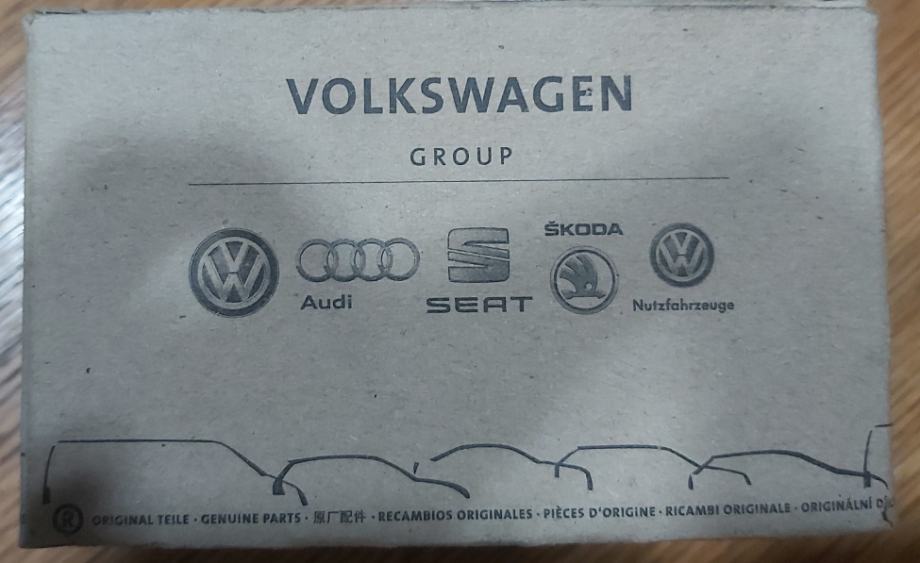 VOLKSWAGEN
GROUP
Audi
SEAT
ŠKODA
Nutzfahrzeuge
® ORIGINAL TEILE · GENUINE PARTS · 原厂配件 · RECAMBIOS ORIGINALES · PIÈCES D'ORIGINE · RICAMBI ORIGINALE · ORIGINÁLNÍ